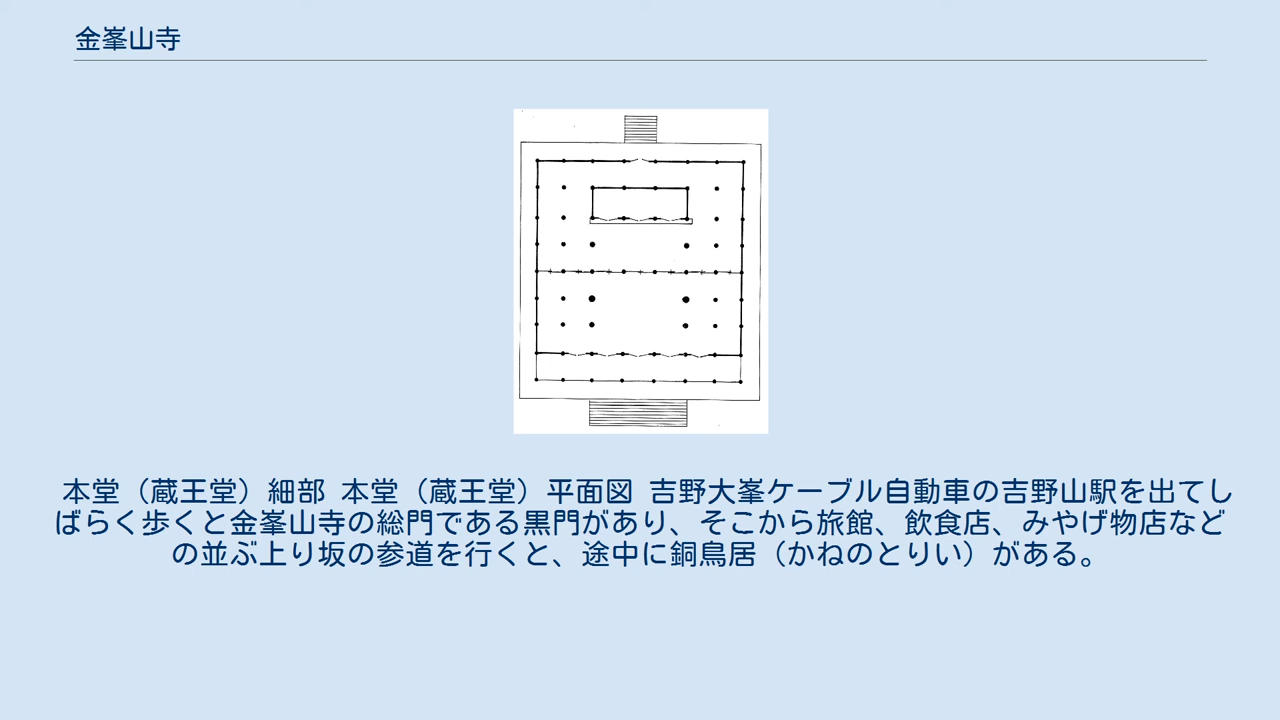 金峯山寺
本堂（蔵王堂）細部 本堂（蔵王堂）平面図 吉野大峯ケーブル自動車の吉野山駅を出てし
ばらく歩くと金峯山寺の総門である黒門があり、そこから旅館、飲食店、みやげ物店など
の並ぶ上り坂の参道を行くと、途中に銅鳥居（かねのとりい）がある。